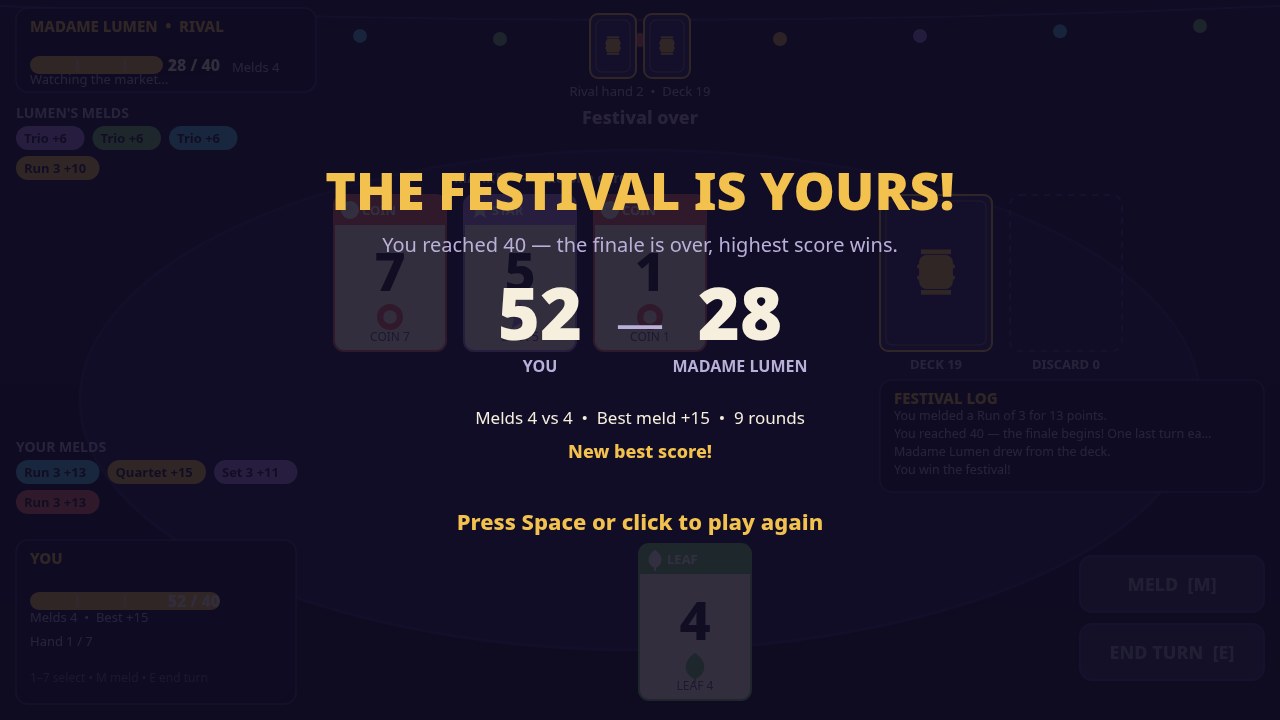 MADAME LUMEN • RIVAL
28 / 40
Melds 4
Watching the market...
LUMEN'S MELDS
Trio +6
Trio +6
Trio +6
Run 3 +10
Rival hand 2 • Deck 19
Festival over
THE FESTIVAL IS YOURS!
You reached 40 — the finale is over, highest score wins.
COIN
7
COIN 7
STAR
5
COIN
1
COIN 1
52 — 28
YOU
MADAME LUMEN
Melds 4 vs 4 • Best meld +15 • 9 rounds
New best score!
Press Space or click to play again
DECK 19
DISCARD 0
FESTIVAL LOG
You melded a Run of 3 for 13 points.
You reached 40 — the finale begins! One last turn ea...
Madame Lumen drew from the deck.
You win the festival!
YOUR MELDS
Run 3 +13
Quartet +15
Set 3 +11
Run 3 +13
YOU
52 / 40
Melds 4 • Best +15
Hand 1 / 7
1–7 select • M meld • E end turn
LEAF
4
LEAF 4
MELD [M]
END TURN [E]